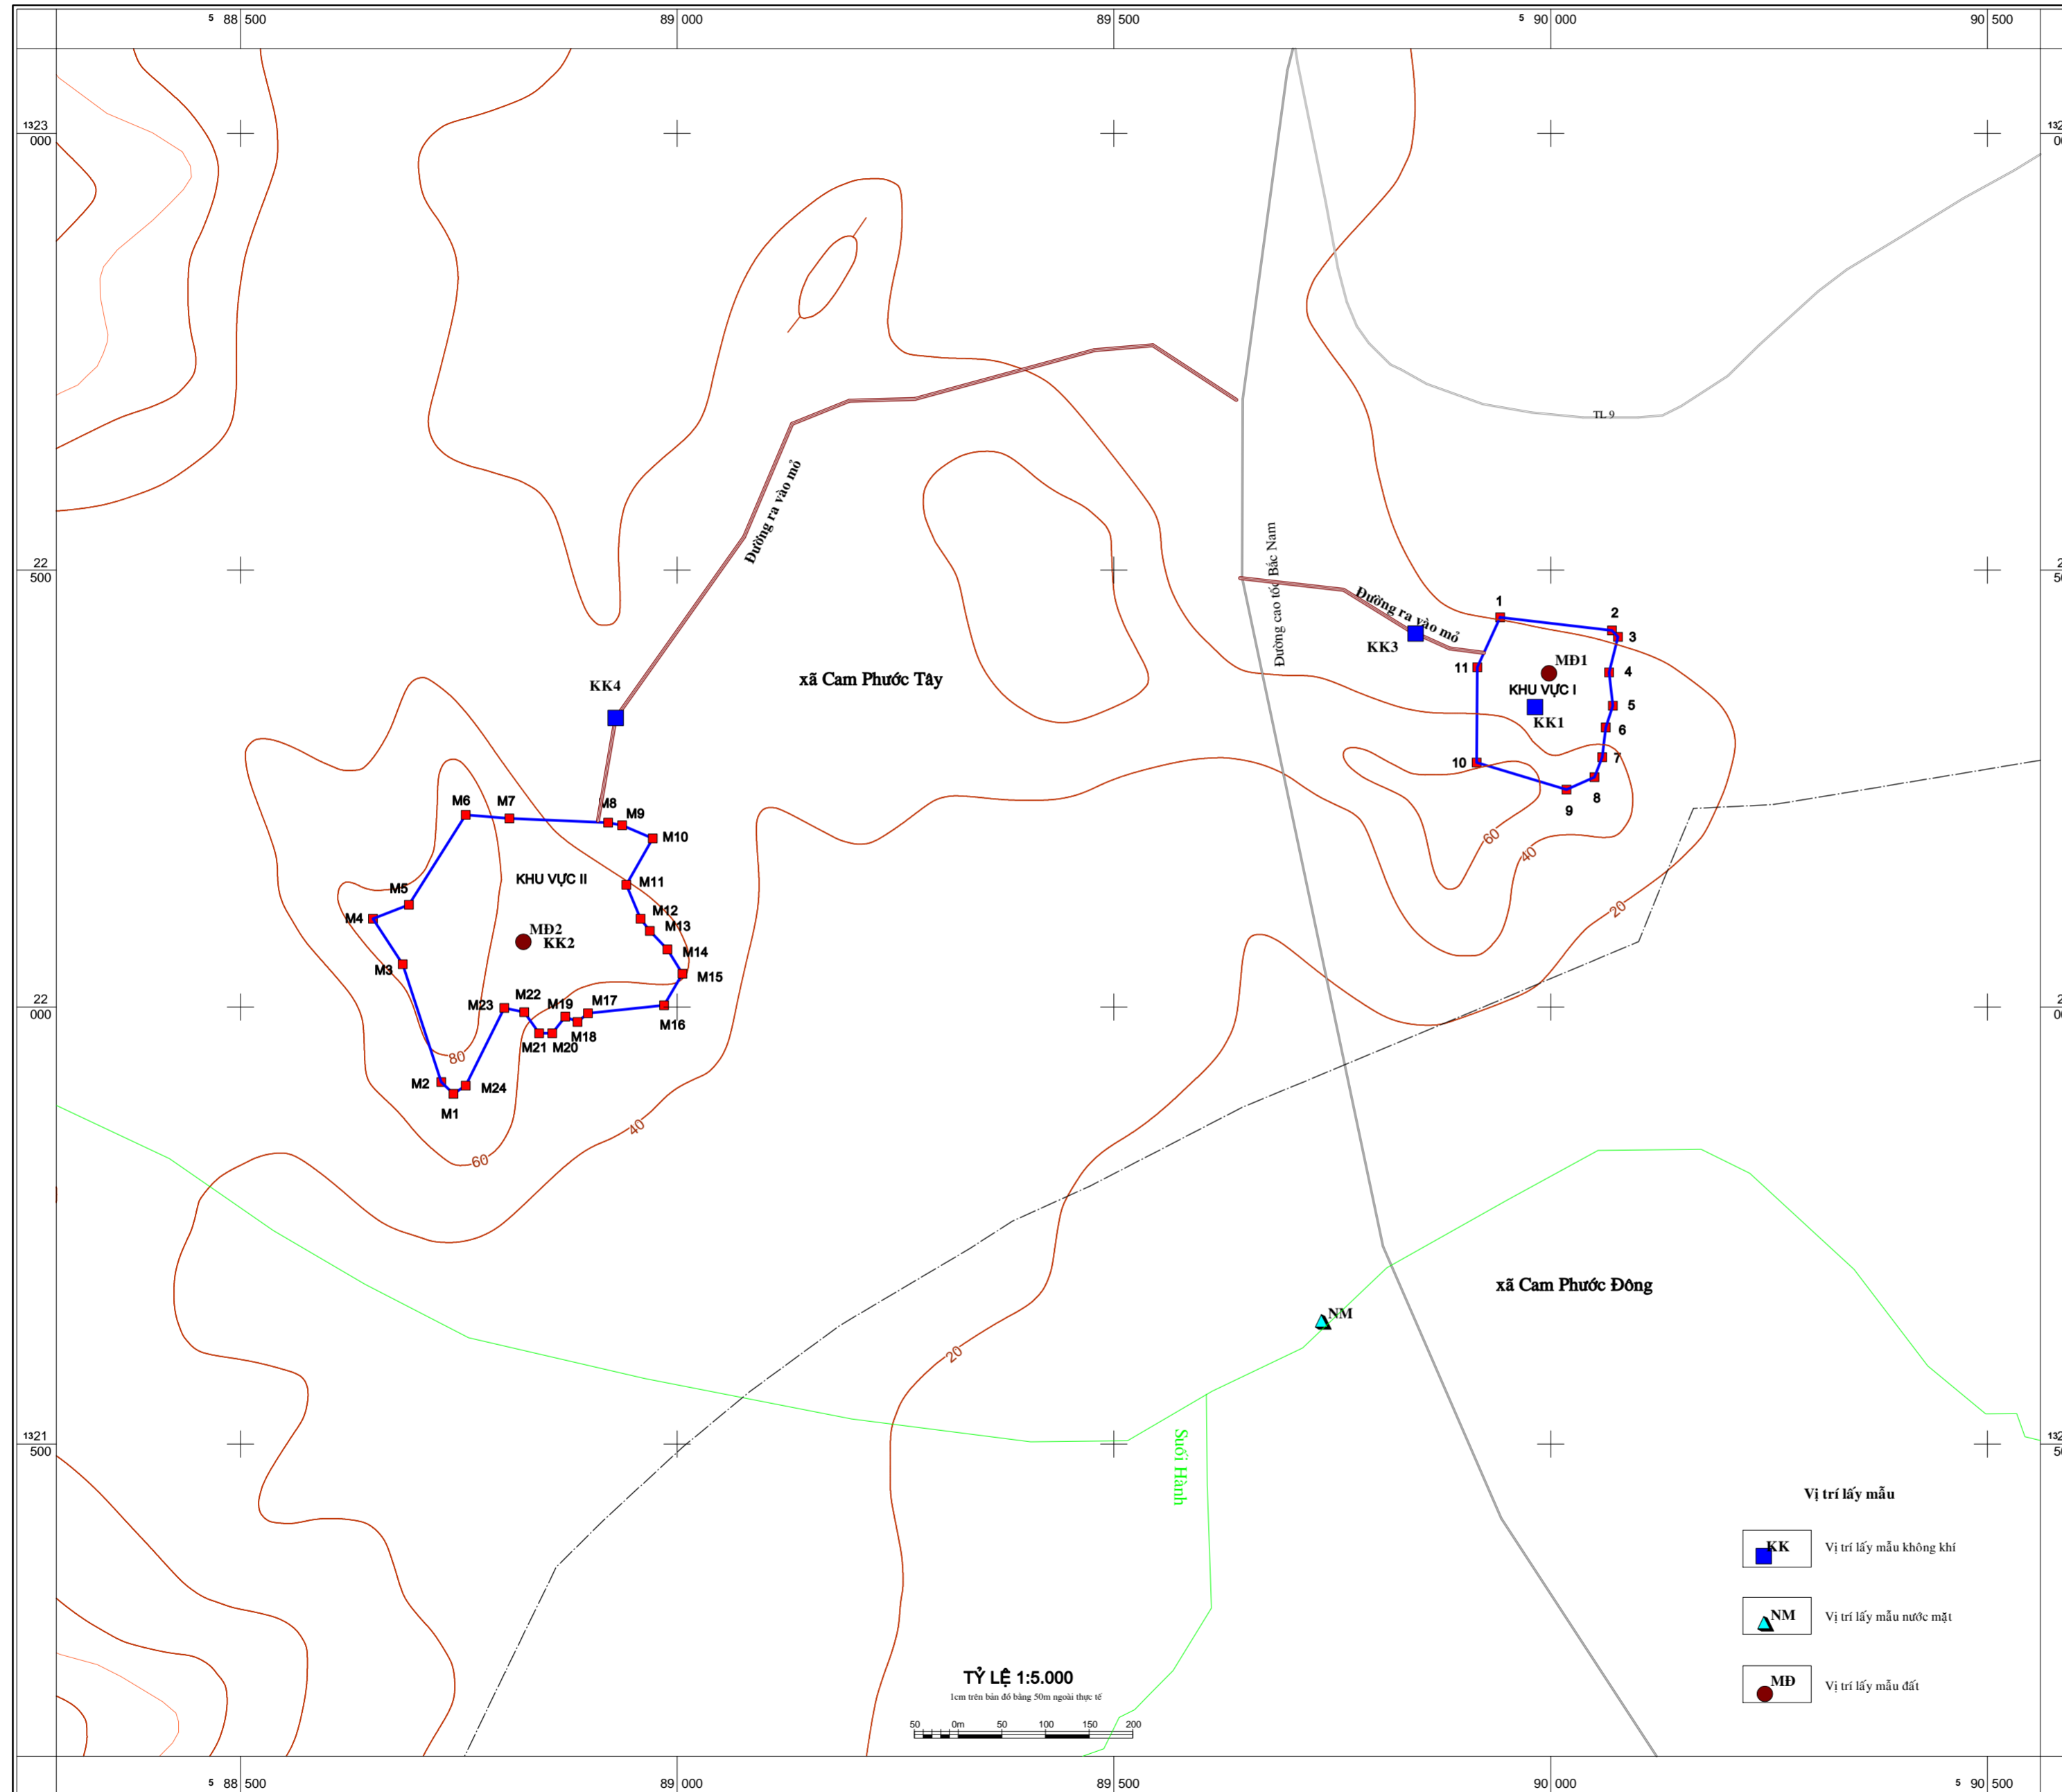 5 88 500
89 000
89 500
5 90 000
90 500
1323
000
TL 9
Đường ra vào mỏ
22
500
Đường cao tốc Bắc Nam
Đường ra vào mỏ
1
2
3
KK3
11
MĐ1
4
KHU VỰC I
KK1
5
6
7
10
8
9
xã Cam Phước Tây
KK4
60
40
20
M6
M7
M8
M9
M10
KHU VỰC II
M11
M5
M4
M12
M13
MĐ2
KK2
M14
M3
M15
M23
M22
M19
M17
M16
M18
M21
M20
22
000
80
M2
M24
M1
40
60
xã Cam Phước Đông
NM
20
1321
500
Suối Hành
Vị trí lấy mẫu
KK
Vị trí lấy mẫu không khí
NM
Vị trí lấy mẫu nước mặt
MĐ
Vị trí lấy mẫu đất
TỶ LỆ 1:5.000
1cm trên bản đồ bằng 50m ngoài thực tế
50 0m 50 100 150 200
5 88 500
89 000
89 500
90 000
5 90 500